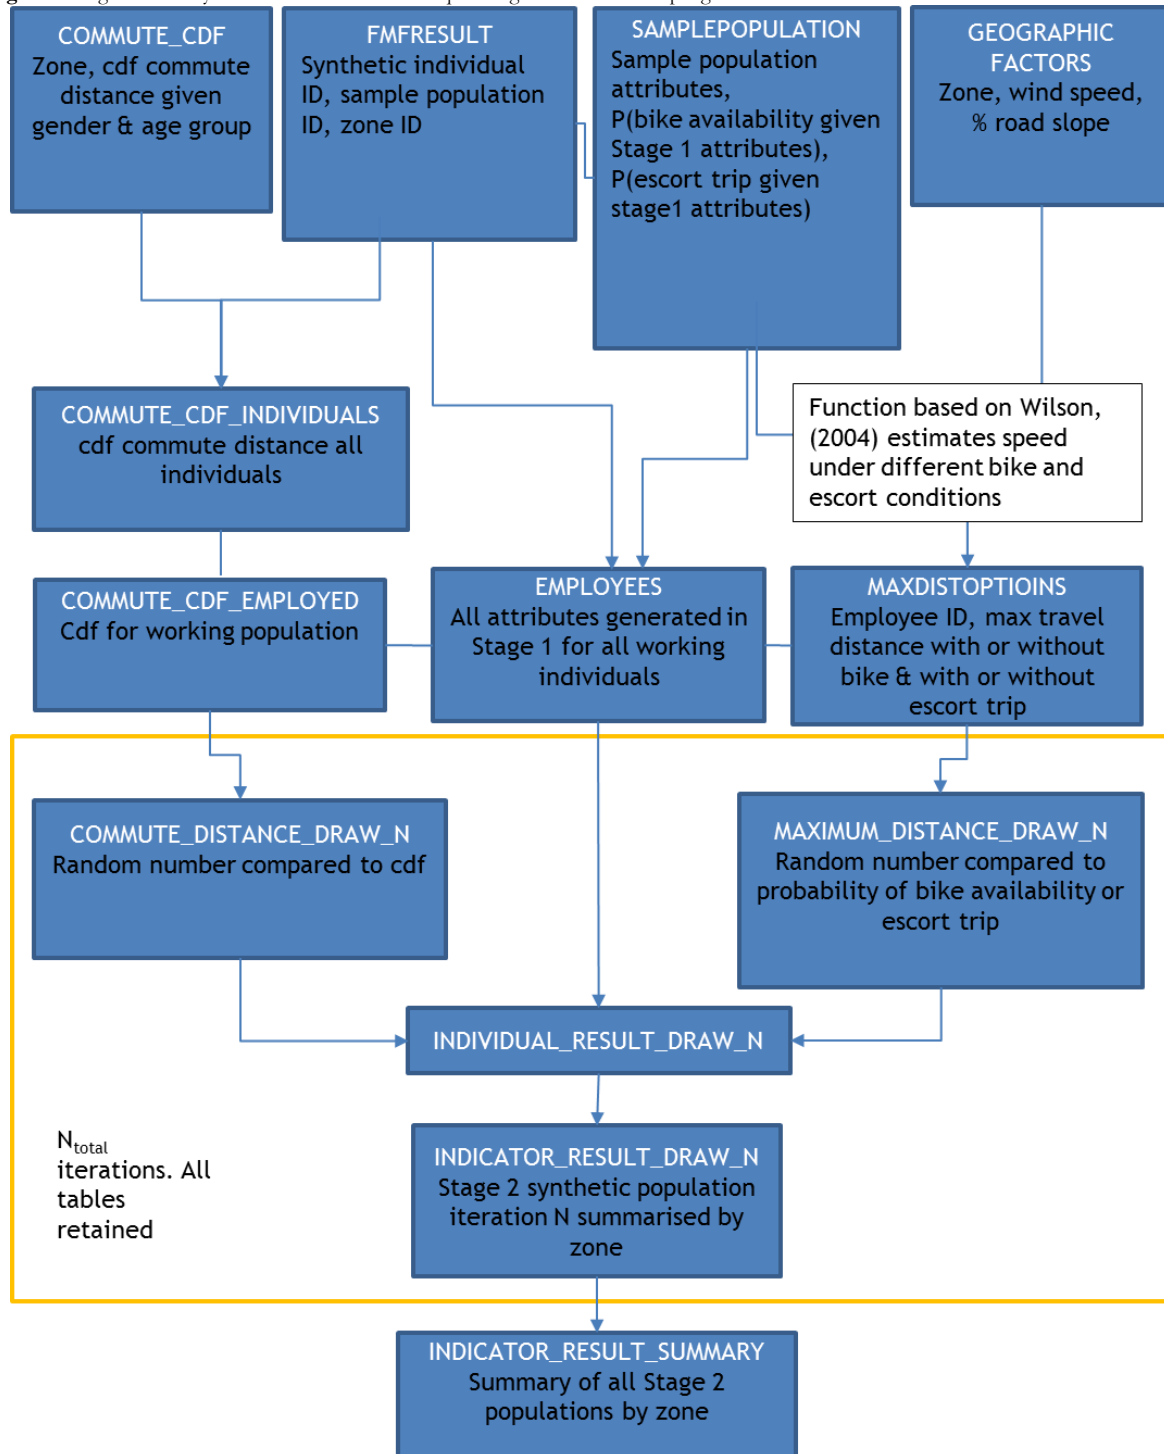 COMMUTE_CDF
Zone, cdf commute
distance given
gender & age group
FMFRESULT
Synthetic individual
ID, sample population
ID, zone ID
SAMPLEPOPULATION
Sample population
attributes,
P(bike availability given
Stage 1 attributes),
P(escort trip given
stage1 attributes)
GEOGRAPHIC
FACTORS
Zone, wind speed,
% road slope
COMMUTE_CDF_INDIVIDUALS
cdf commute distance all
individuals
Function based on Wilson,
(2004) estimates speed
under different bike and
escort conditions
COMMUTE_CDF_EMPLOYED
Cdf for working population
EMPLOYEES
All attributes generated in
Stage 1 for all working
individuals
MAXDISTOPTIOINS
Employee ID, max travel
distance with or without
bike & with or without
escort trip
COMMUTE_DISTANCE_DRAW_N
Random number compared to cdf
MAXIMUM_DISTANCE_DRAW_N
Random number compared to
probability of bike availability or
escort trip
INDIVIDUAL_RESULT_DRAW_N
N_total
iterations. All
tables
retained
INDICATOR_RESULT_DRAW_N
Stage 2 synthetic population
iteration N summarised by
zone
INDICATOR_RESULT_SUMMARY
Summary of all Stage 2
populations by zone